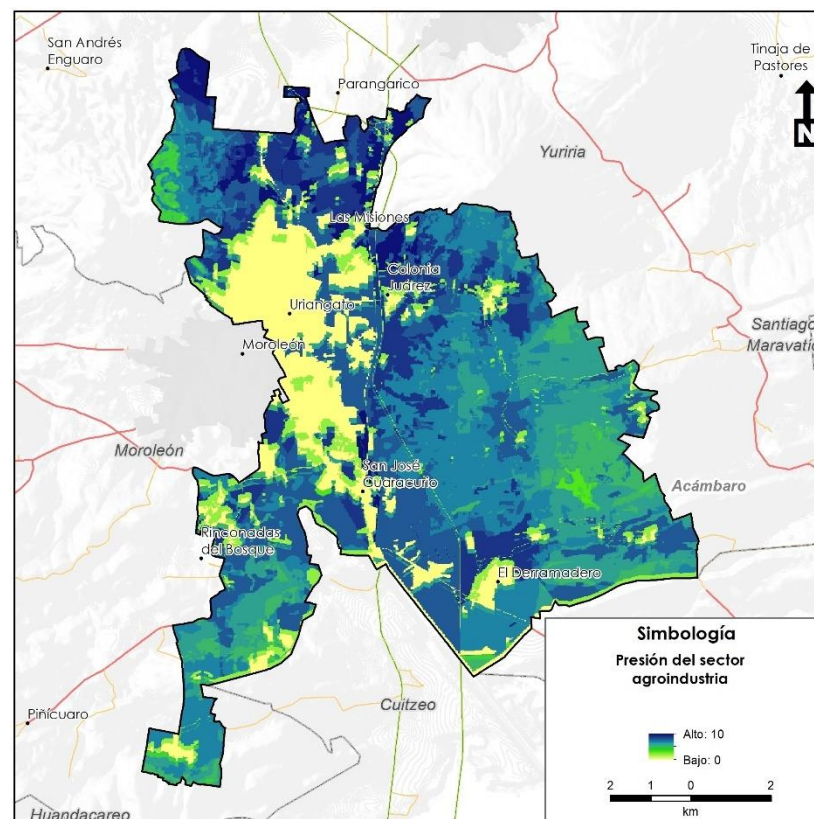 San Andrés
Enguaro
Parangarico
Tinaja de
Pastores
N
Yuriria
Las Misiones
Colonia
Juárez
Uriangato
Moroleón
Santiago
Maravatío
Moroleón
San José
Cuaracurío
Acámbaro
Rinconadas
del Bosque
El Derramadero
Cuitzeo
Piñícuaro
Huandacareo
Simbología
Presión del sector
agroindustria
Alto: 10
Bajo: 0
2 1 0 2
km